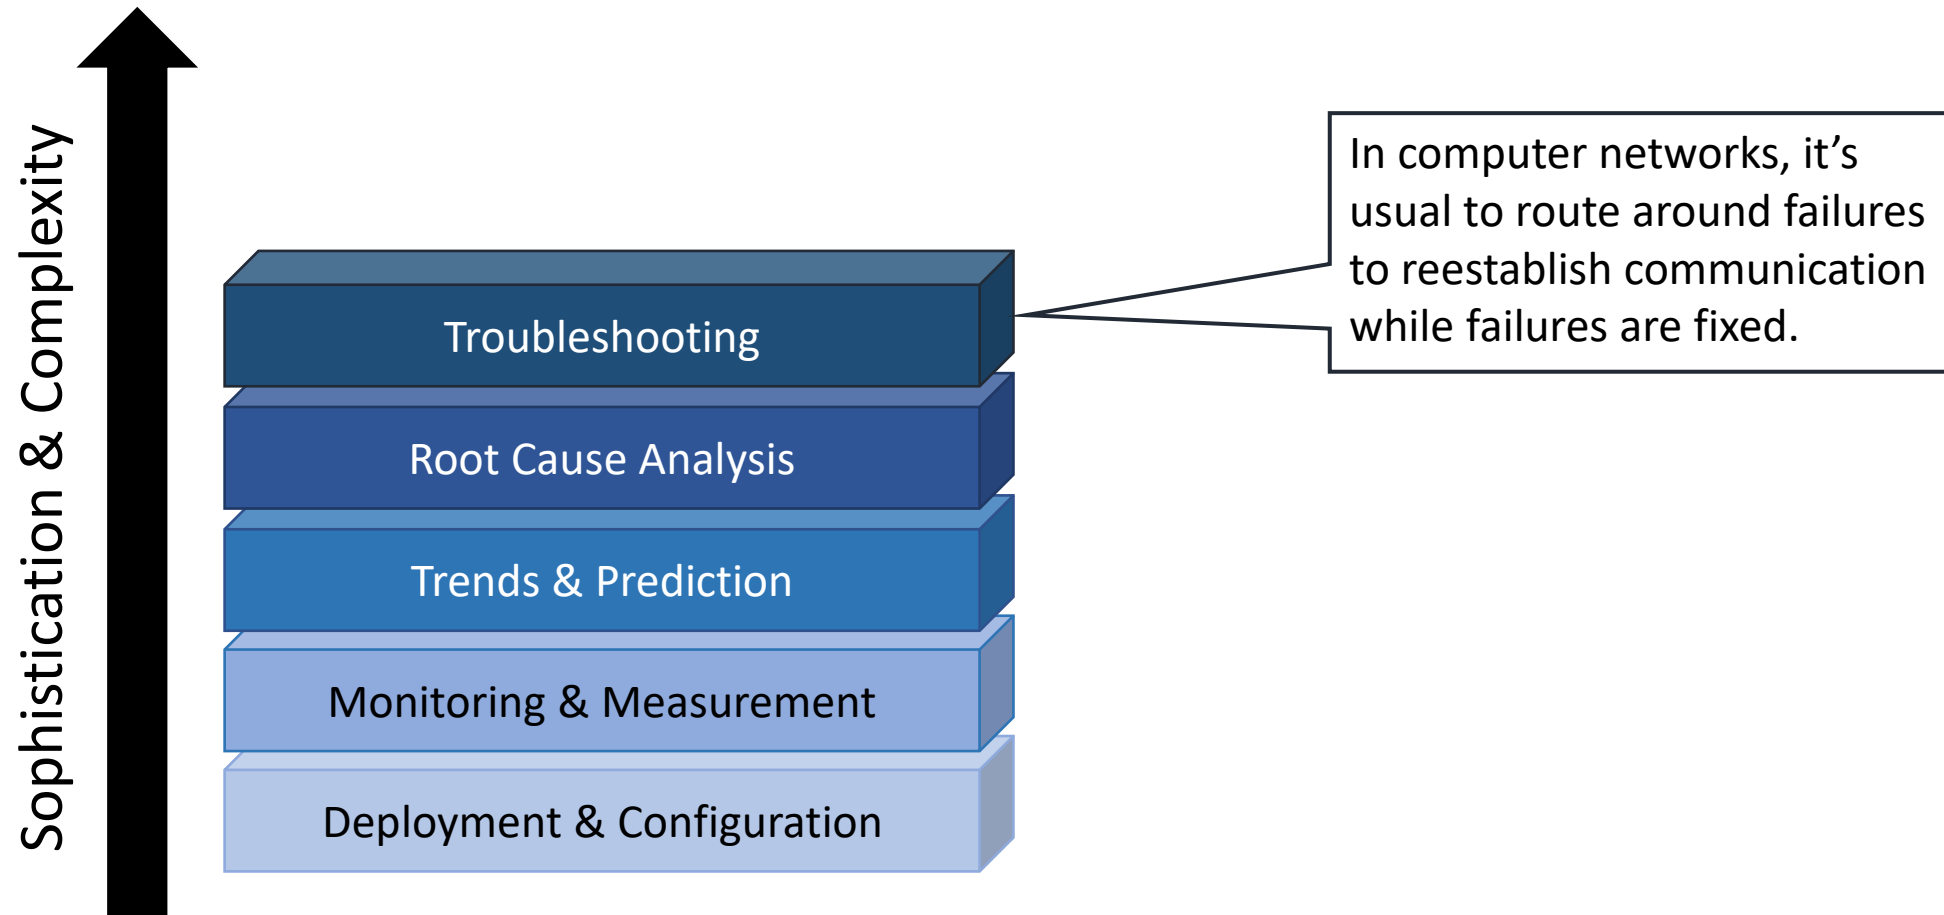 Sophistication & Complexity
Troubleshooting
Root Cause Analysis
Trends & Prediction
Monitoring & Measurement
Deployment & Configuration
In computer networks, it’s
usual to route around failures
to reestablish communication
while failures are fixed.